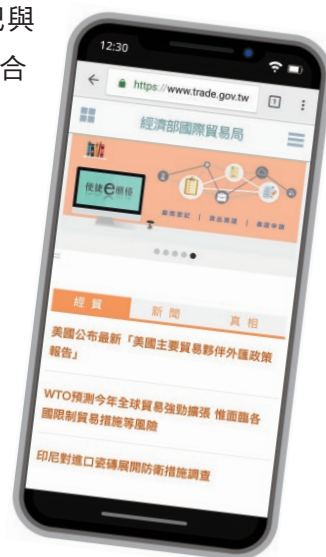 記與
合
12:30
https://www.trade.gov.tw
1
經濟部國際貿易局
便捷e櫃檯
經貿
新聞
真相
美國公布最新「美國主要貿易夥伴外匯政策
報告」
WTO預測今年全球貿易強勁擴張 惟面臨各
國限制貿易措施等風險
印尼對進口瓷磚展開防衛措施調查